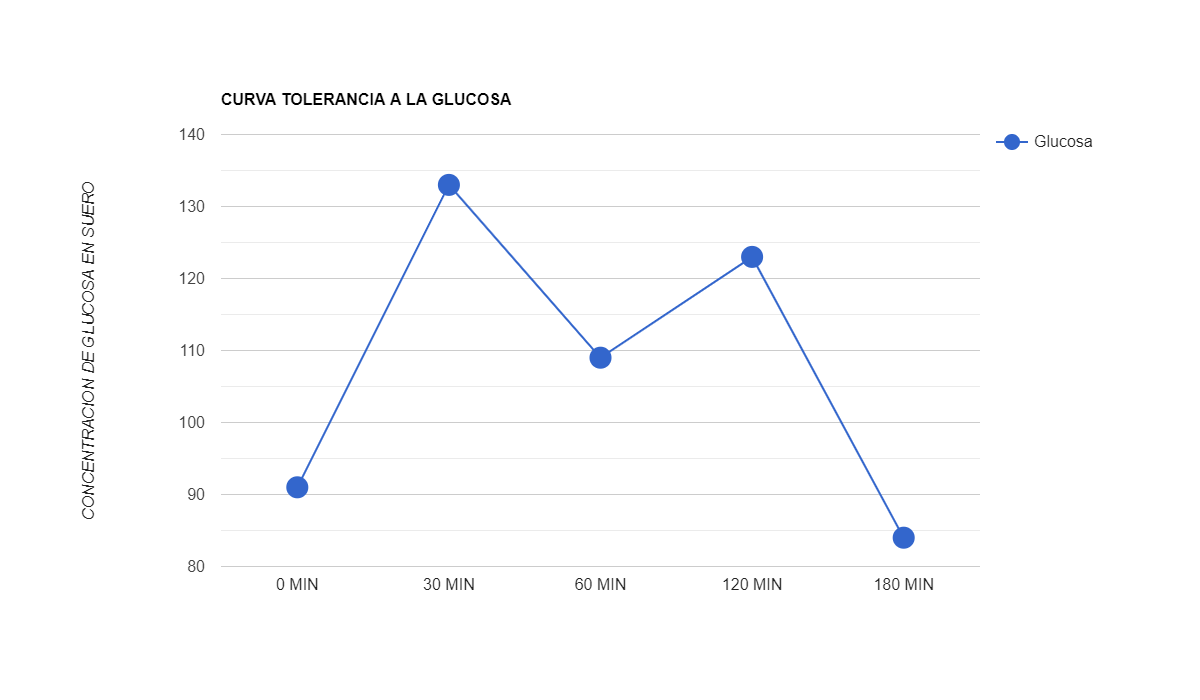 CURVA TOLERANCIA A LA GLUCOSA
Glucosa
CONCENTRACION DE GLUCOSA EN SUERO
140
130
120
110
100
90
80
0 MIN
30 MIN
60 MIN
120 MIN
180 MIN